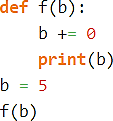 def f(b):
    b += 0
    print(b)
b = 5
f(b)